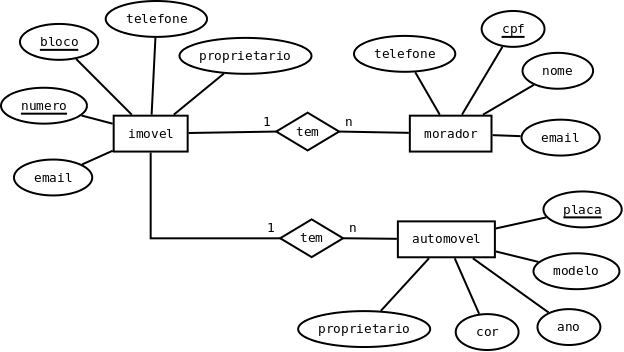 telefone
bloco
proprietario
numero
email
imovel
1
tem
n
telefone
cpf
nome
email
morador
1
tem
n
automovel
placa
modelo
ano
cor
proprietario